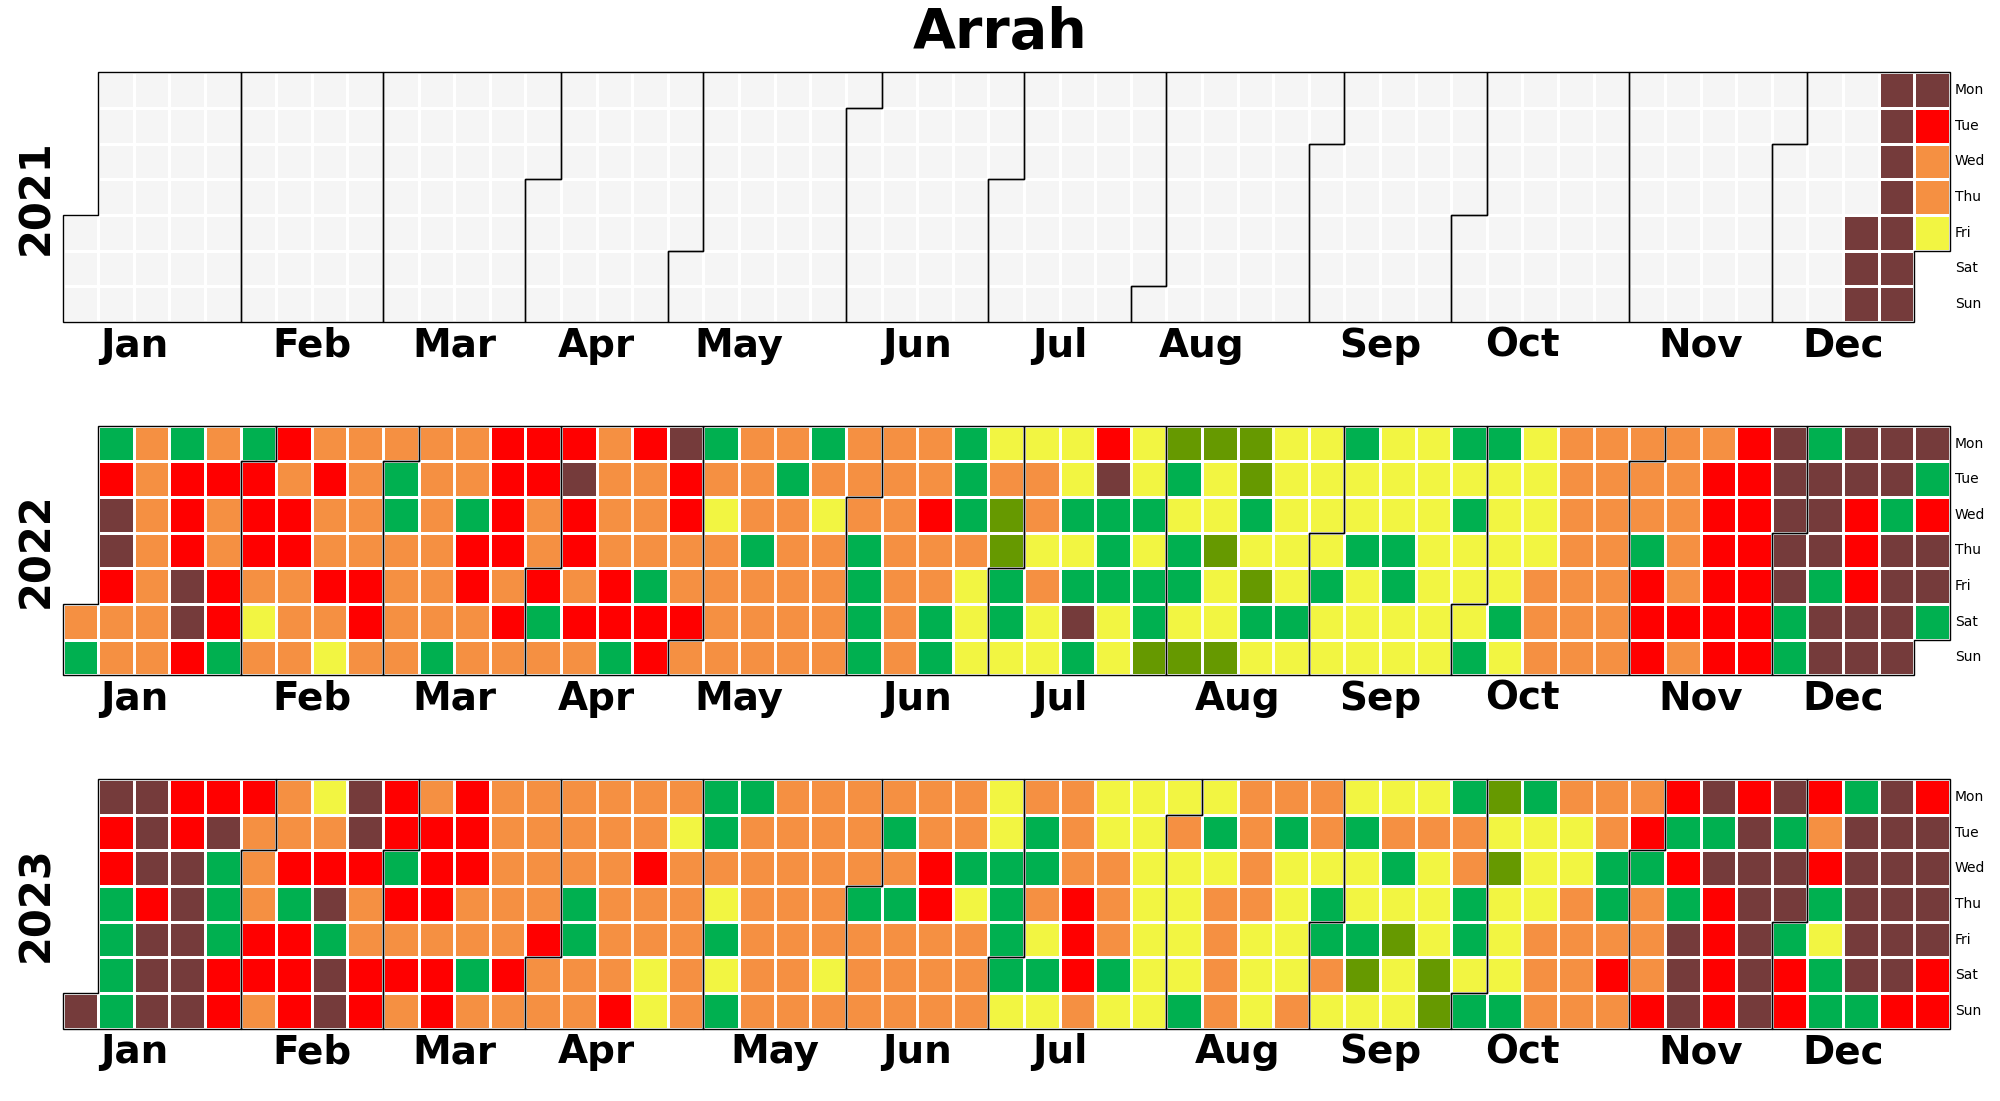 Arrah
2021
Mon
Tue
Wed
Thu
Fri
Sat
Sun
Jan Feb Mar Apr May Jun Jul Aug Sep Oct Nov Dec
2022
Mon
Tue
Wed
Thu
Fri
Sat
Sun
Jan Feb Mar Apr May Jun Jul Aug Sep Oct Nov Dec
2023
Mon
Tue
Wed
Thu
Fri
Sat
Sun
Jan Feb Mar Apr May Jun Jul Aug Sep Oct Nov Dec